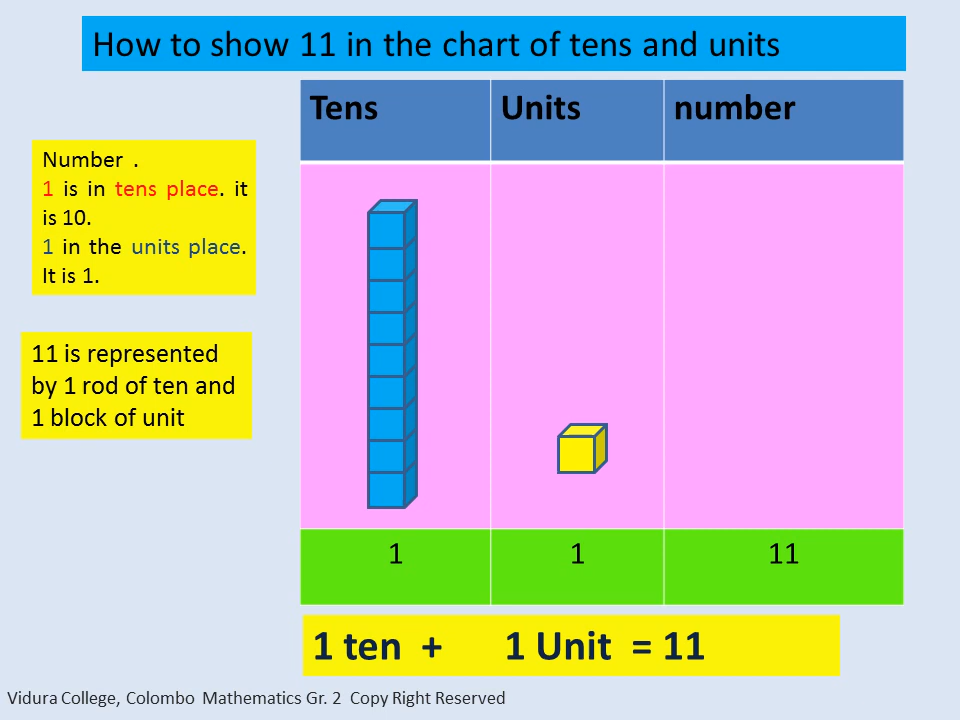 How to show 11 in the chart of tens and units
Tens Units number
Number .
1 is in tens place. it
is 10.
1 in the units place.
It is 1.
11 is represented
by 1 rod of ten and
1 block of unit
1 1 11
1 ten + 1 Unit = 11
Vidura College, Colombo Mathematics Gr. 2 Copy Right Reserved